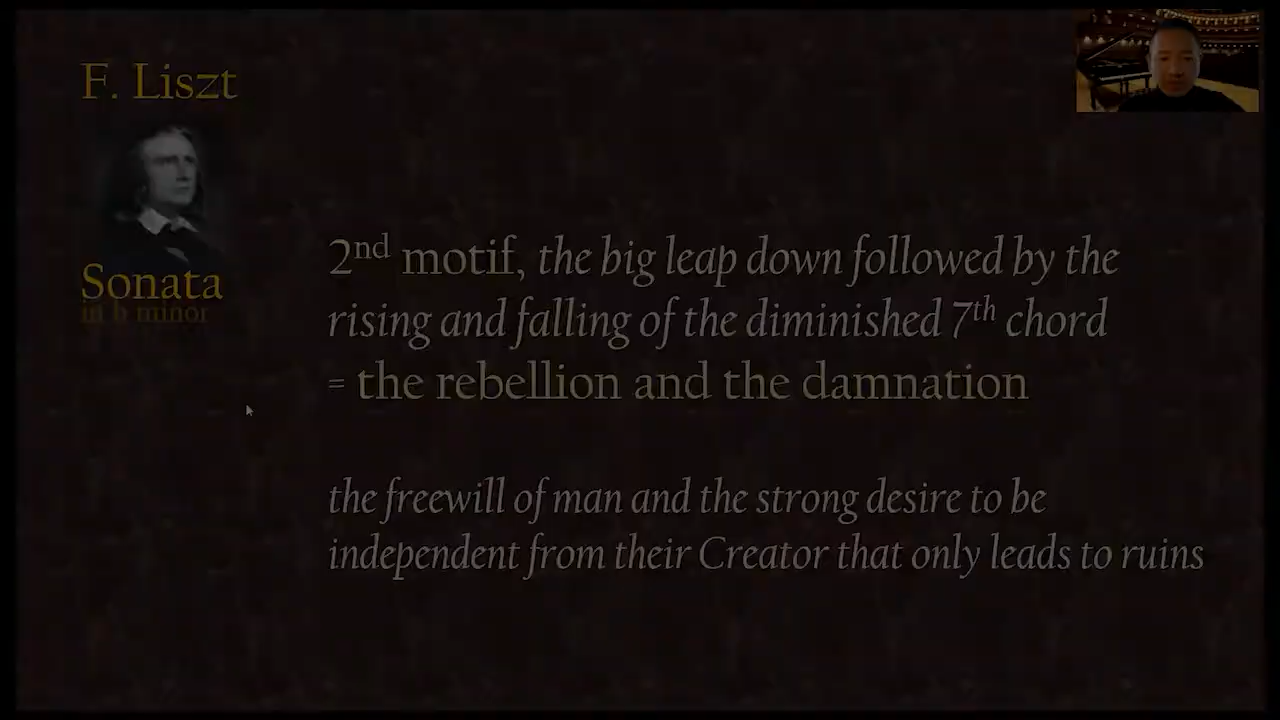 F. Liszt
Sonata
in b minor
2nd motif, the big leap down followed by the
rising and falling of the diminished 7th chord
= the rebellion and the damnation
the freewill of man and the strong desire to be
independent from their Creator that only leads to ruins